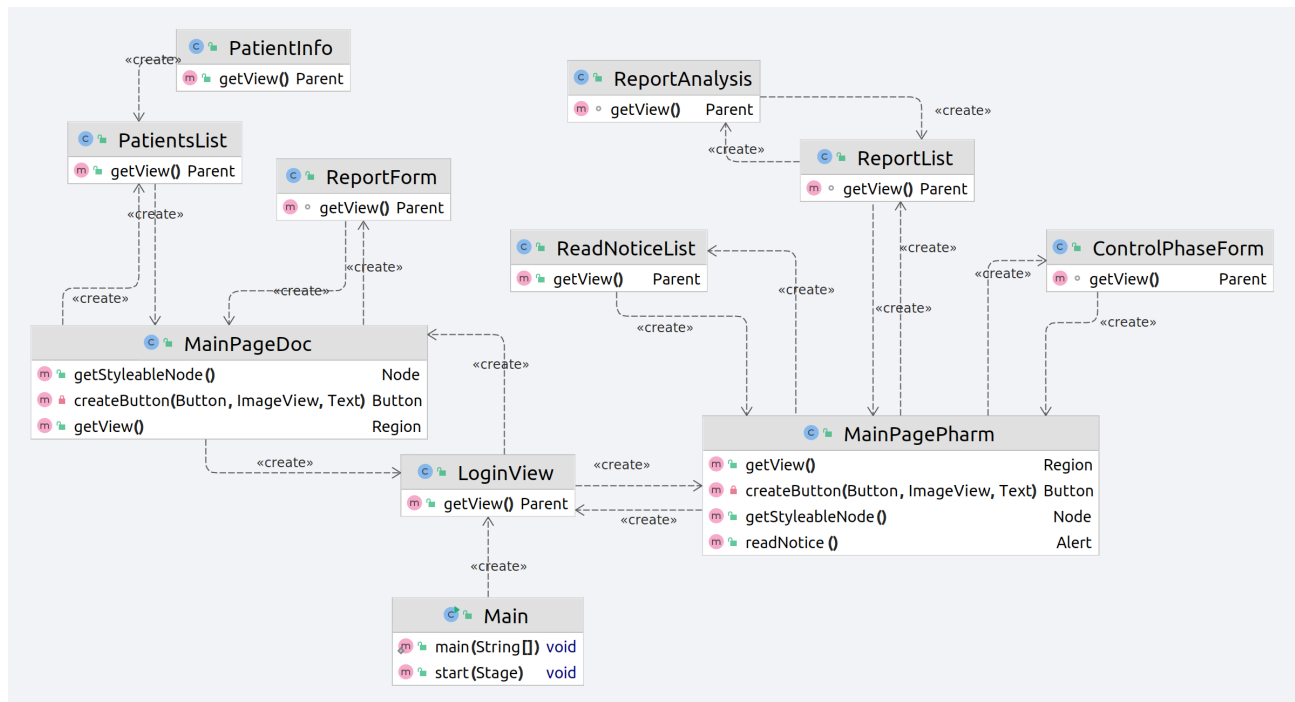 PatientInfo
«create»
getView() Parent
ReportAnalysis
getView() Parent
«create»
PatientsList
getView() Parent
«create»
ReportList
getView() Parent
ReportForm
getView() Parent
«create»
ReadNoticeList
getView() Parent
«create»
ControlPhaseForm
getView() Parent
«create»
«create»
«create»
«create»
«create»
«create»
«create»
«create»
«create»
MainPageDoc
getStyleableNode() Node
createButton(Button, ImageView, Text) Button
getView() Region
«create»
MainPagePharm
getView() Region
createButton(Button, ImageView, Text) Button
getStyleableNode() Node
readNotice () Alert
«create»
LoginView
getView() Parent
«create»
«create»
«create»
Main
main(String[]) void
start(Stage) void